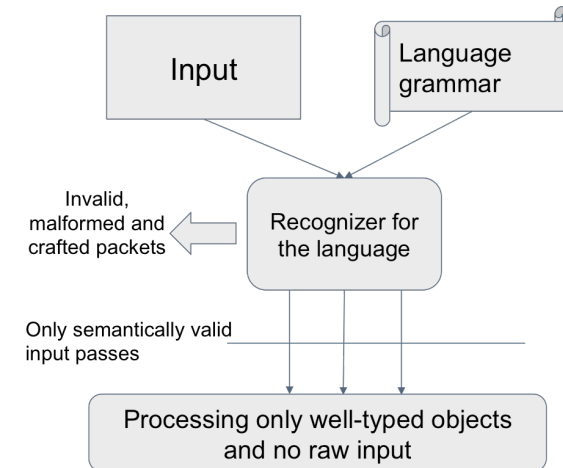 Input
Language
grammar
Invalid,
malformed and
crafted packets
Recognizer for
the language
Only semantically valid
input passes
Processing only well-typed objects
and no raw input